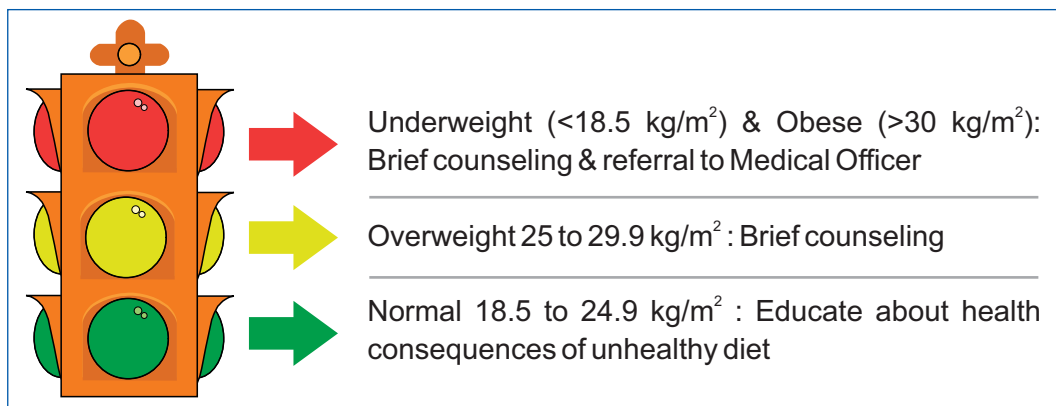 Underweight (<18.5 kg/m²) & Obese (>30 kg/m²):
Brief counseling & referral to Medical Officer
Overweight 25 to 29.9 kg/m² : Brief counseling
Normal 18.5 to 24.9 kg/m² : Educate about health
consequences of unhealthy diet